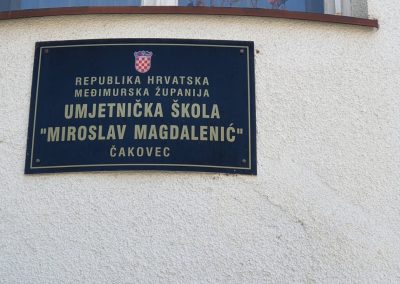 REPUBLIKA HRVATSKA
MEĐIMURSKA ŽUPANIJA
UMJETNIČKA ŠKOLA
"MIROSLAV MAGDALENIĆ"
ČAKOVEC